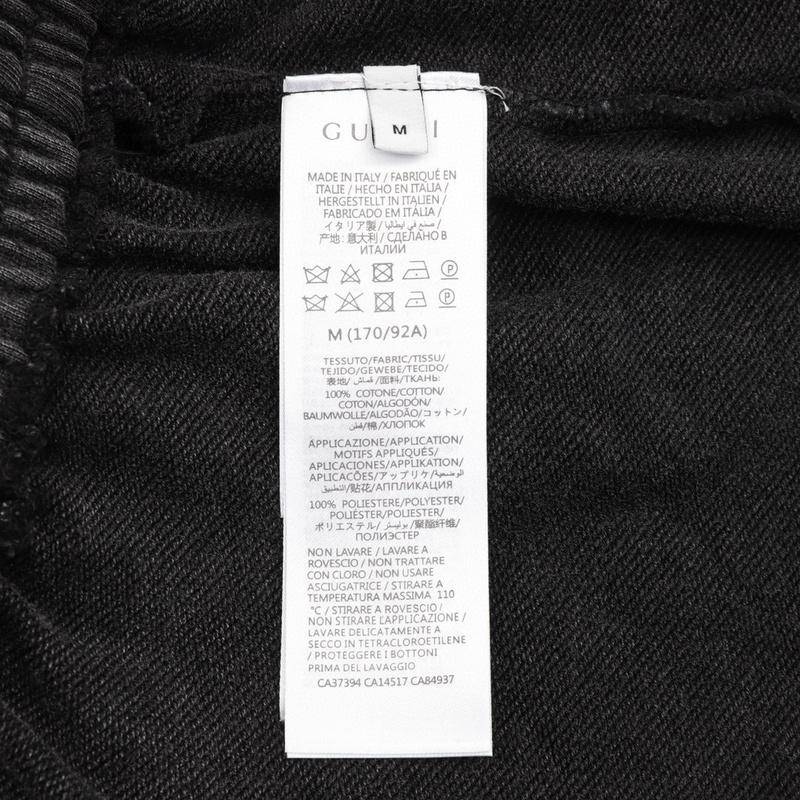 GU I
M
MADE IN ITALY / FABRIQUÉ EN
ITALIE / HECHO EN ITALIA /
HERGESTELLT IN ITALIEN /
FABRICADO EM ITÁLIA /
イタリア製 / صنع في ايطاليا /
产地: 意大利 / СДЕЛАНО В
ИТАЛИИ
P
P
M (170/92A)
TESSUTO/FABRIC/TISSU/
TEJIDO/GEWEBE/TECIDO/
表地/ قماش /面料/ТКАНЬ:
100% COTONE/COTTON/
COTON/ALGODÓN/
BAUMWOLLE/ALGODÃO/コットン/
قطن/棉/ХЛОПОК
APPLICAZIONE/APPLICATION/
MOTIFS APPLIQUÉS/
APLICACIONES/APPLIKATION/
APLICAÇÕES/アップリケ/الوضعية
التطبيق/贴花/АППЛИКАЦИЯ
100% POLIESTERE/POLYESTER/
POLIÉSTER/POLIESTER/
ポリエステル/ بوليستر /聚酯纤维/
ПОЛИЭСТЕР
NON LAVARE / LAVARE A
ROVESCIO / NON TRATTARE
CON CLORO / NON USARE
ASCIUGATRICE / STIRARE A
TEMPERATURA MASSIMA 110
°C / STIRARE A ROVESCIO /
NON STIRARE L'APPLICAZIONE /
LAVARE DELICATAMENTE A
SECCO IN TETRACLOROETILENE
/ PROTEGGERE I BOTTONI
PRIMA DEL LAVAGGIO
CA37394 CA14517 CA84937